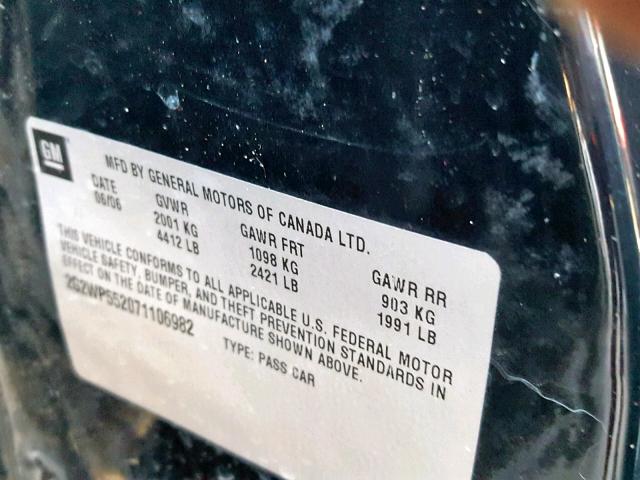 GM
MFD BY GENERAL MOTORS OF CANADA LTD.
DATE GVWR GAWR FRT GAWR RR
06/06 2001 KG 1098 KG 903 KG
4412 LB 2421 LB 1991 LB
THIS VEHICLE CONFORMS TO ALL APPLICABLE U.S. FEDERAL MOTOR
VEHICLE SAFETY, BUMPER, AND THEFT PREVENTION STANDARDS IN
EFFECT ON THE DATE OF MANUFACTURE SHOWN ABOVE.
2G2WP552071106982 TYPE: PASS CAR